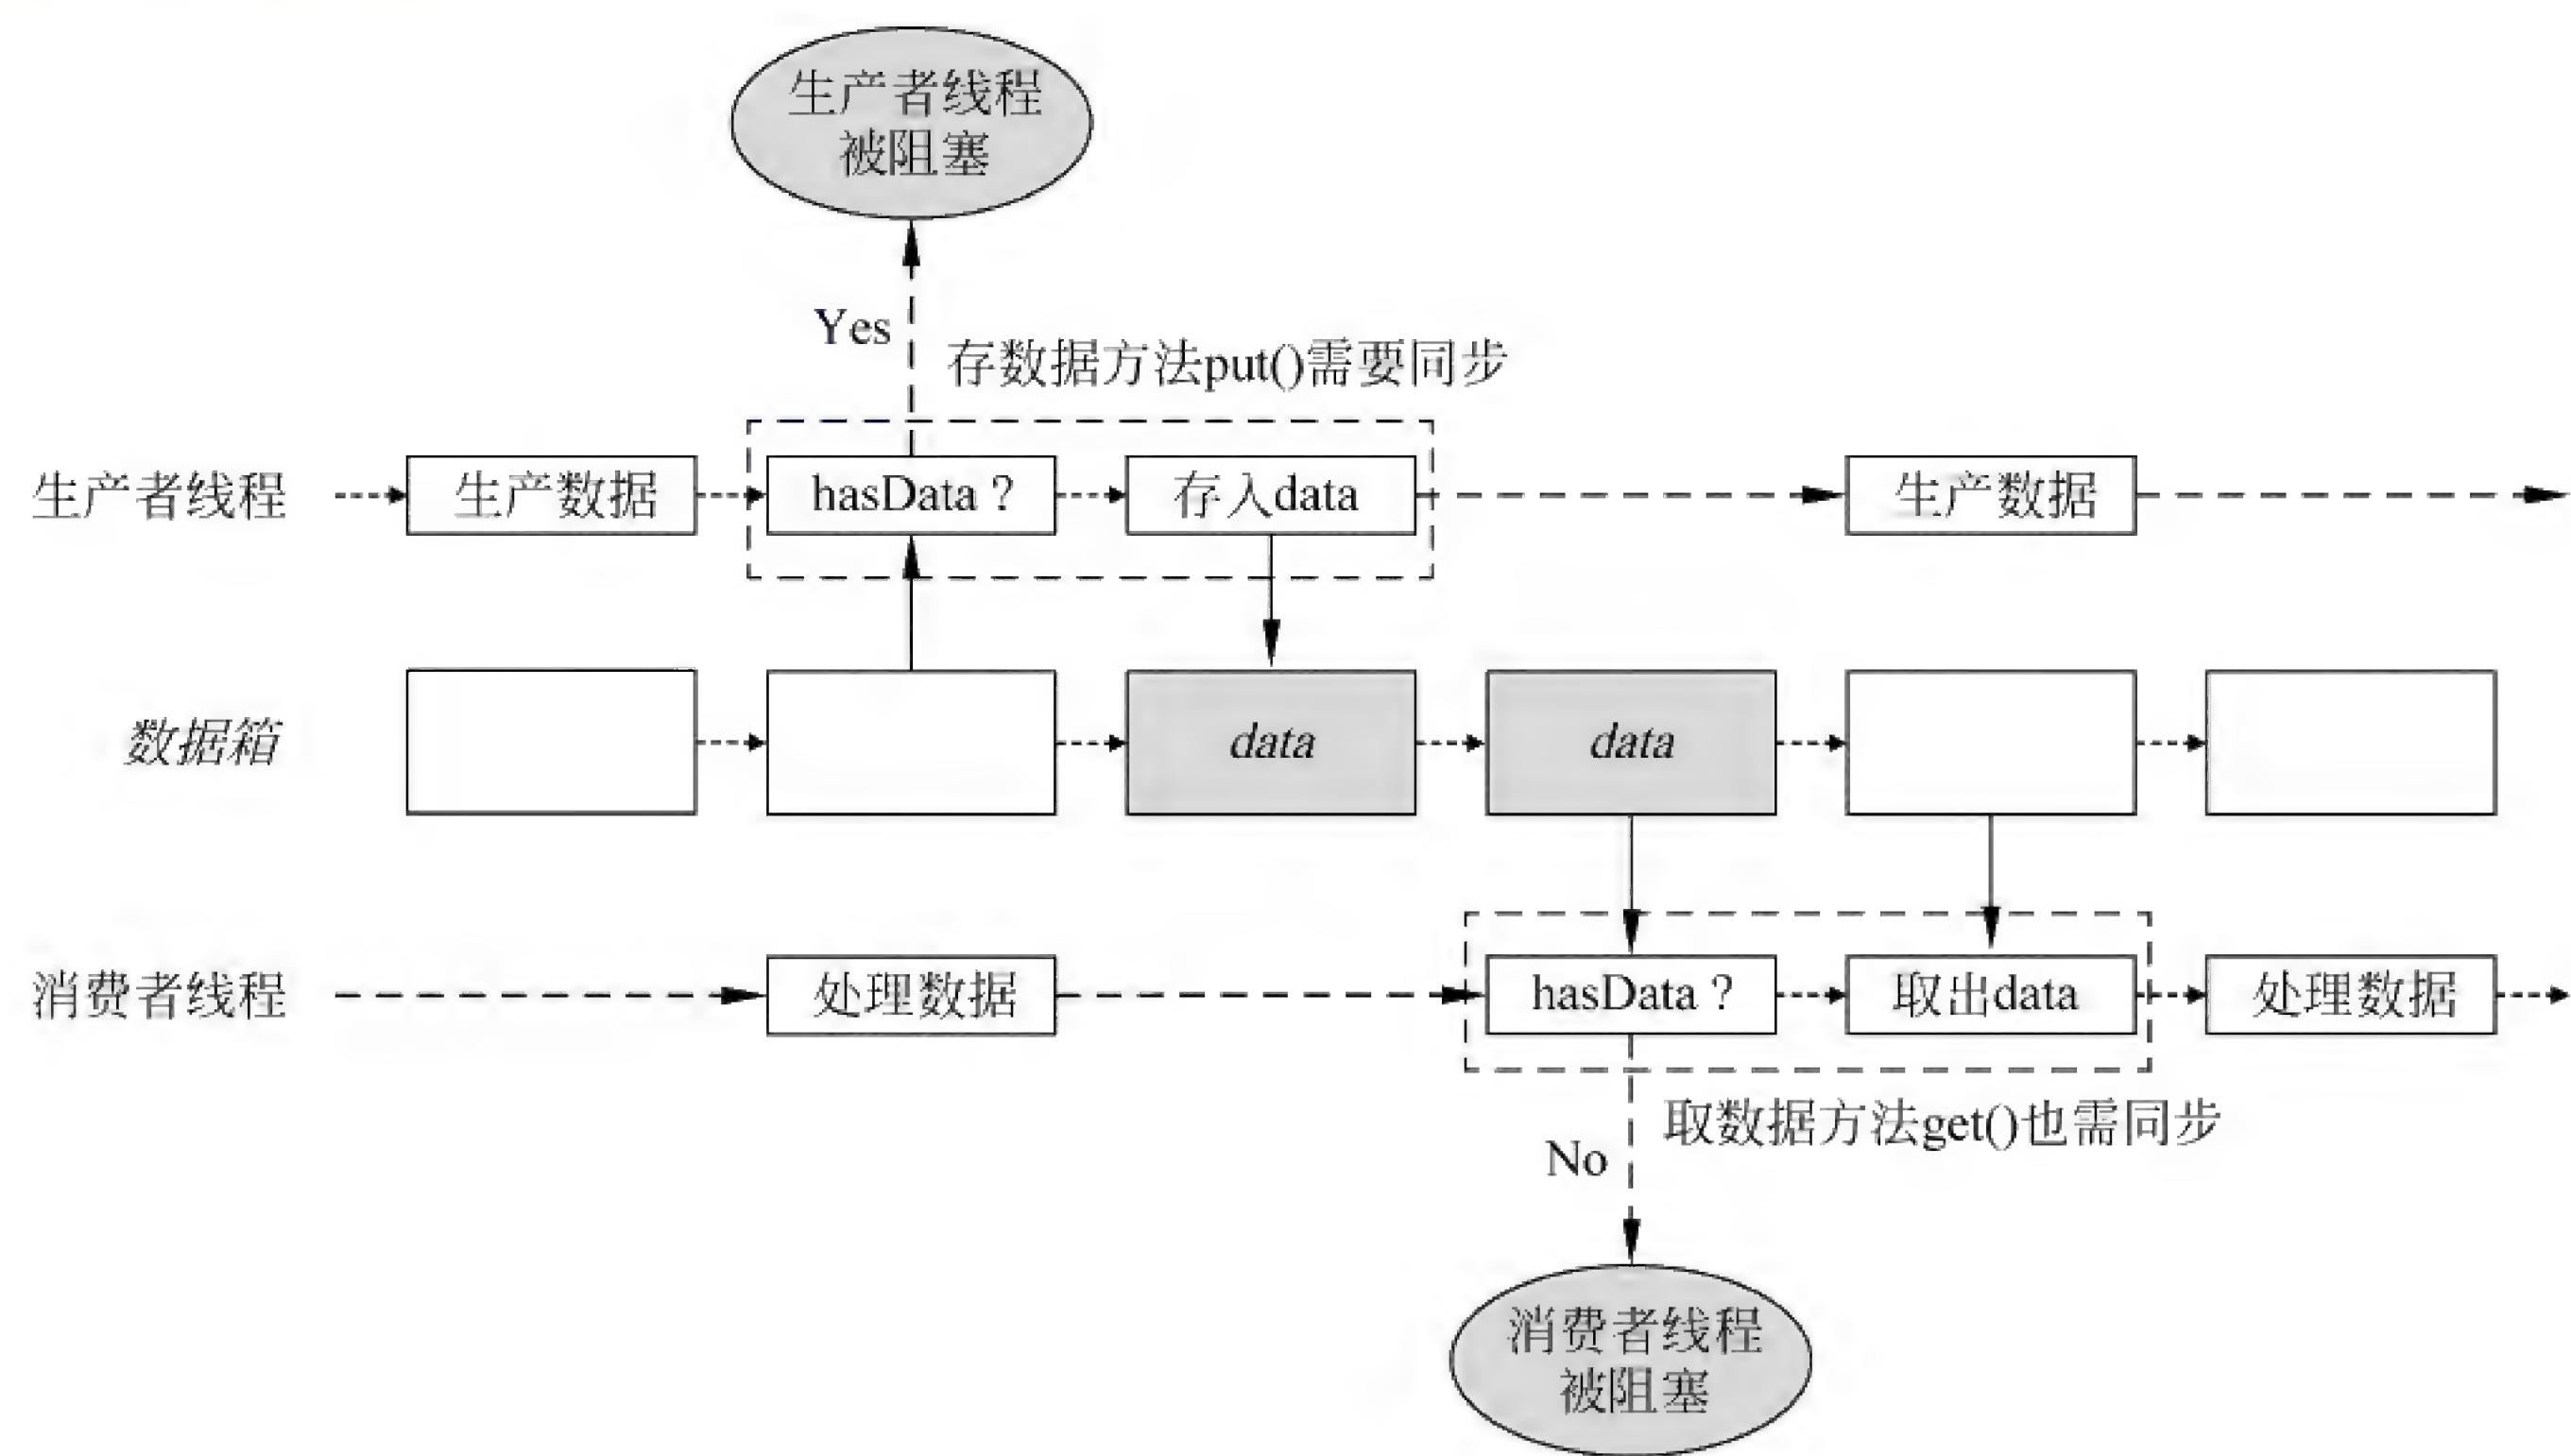 生产者线程
被阻塞
Yes
存数据方法put()需要同步
生产者线程
生产数据
hasData？
存入data
生产数据
数据箱
data
data
消费者线程
处理数据
hasData？
取出data
处理数据
取数据方法get()也需同步
No
消费者线程
被阻塞